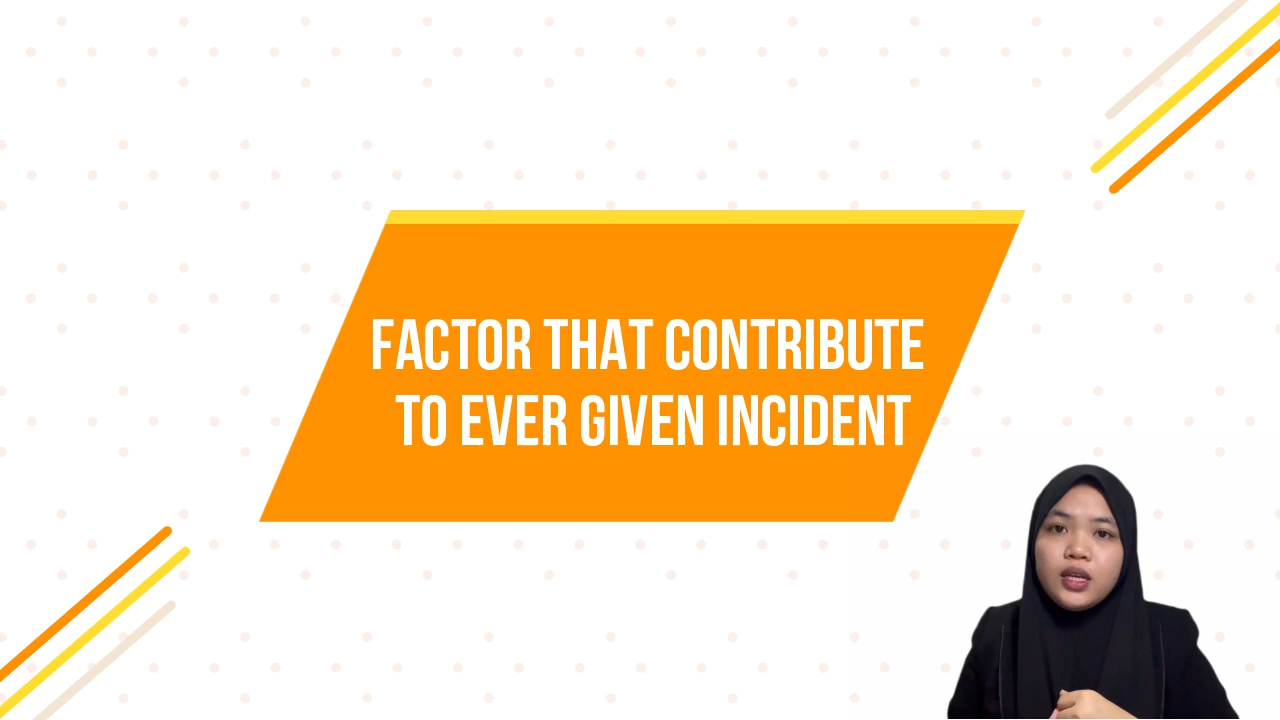 FACTOR THAT CONTRIBUTE
TO EVER GIVEN INCIDENT